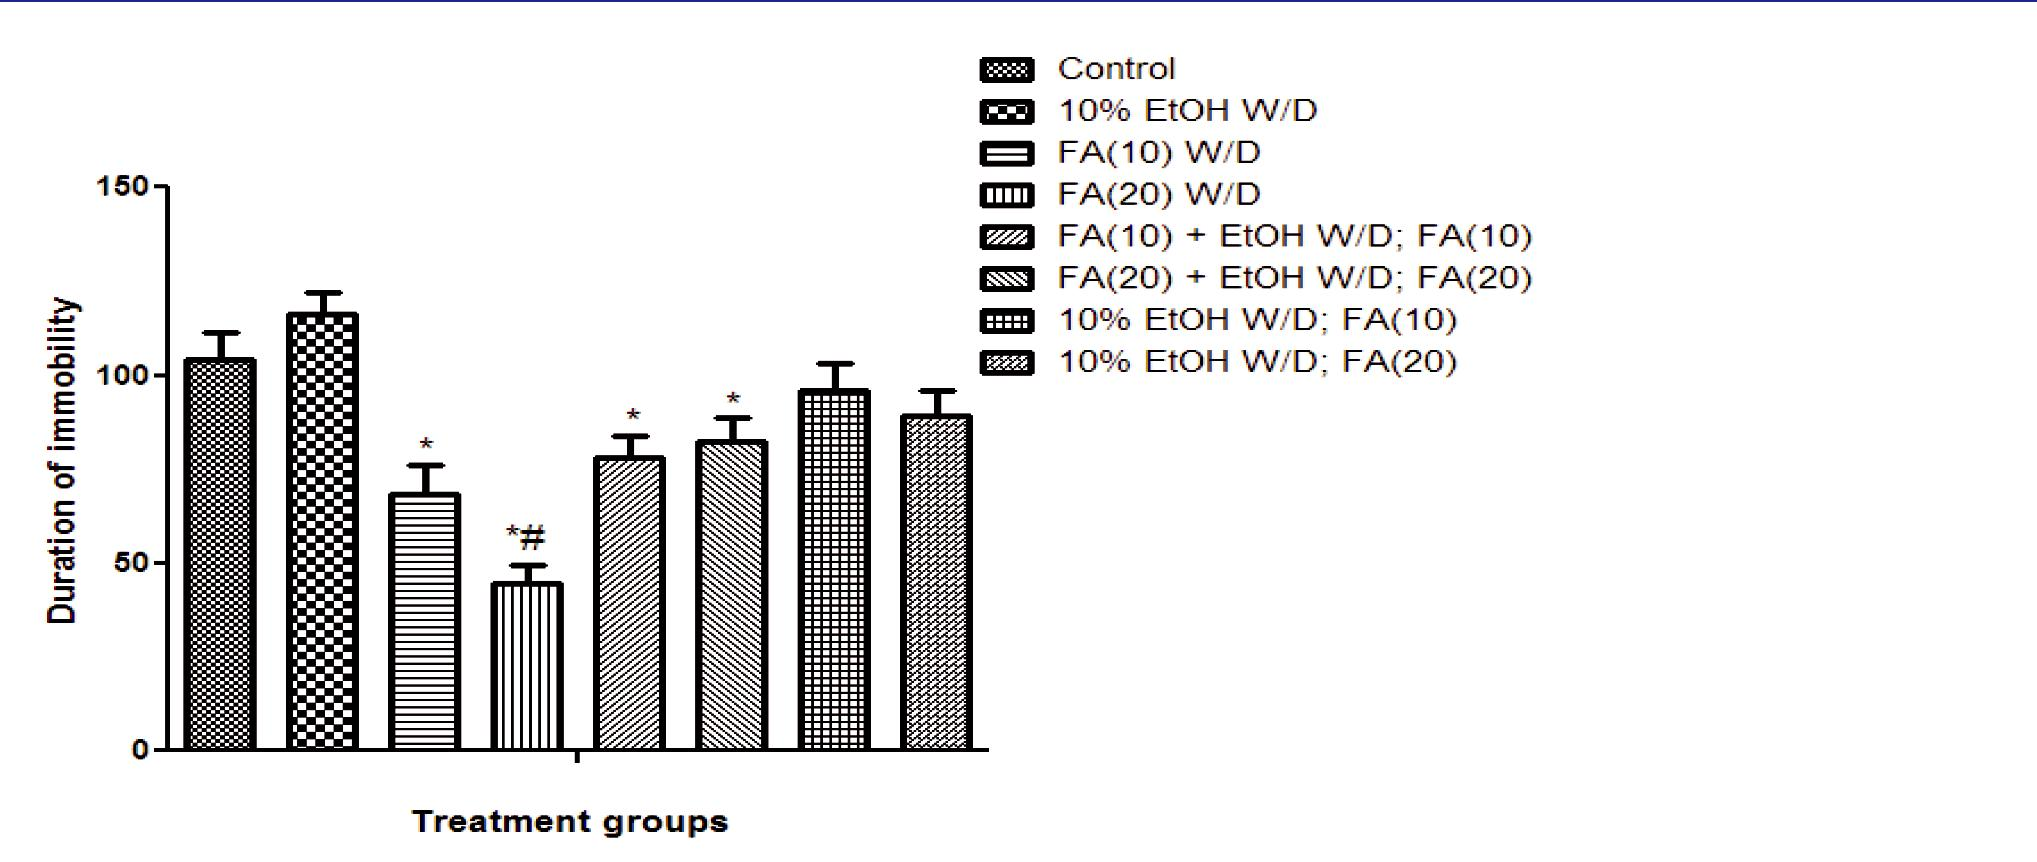 Control
10% EtOH W/D
FA(10) W/D
FA(20) W/D
FA(10) + EtOH W/D; FA(10)
FA(20) + EtOH W/D; FA(20)
10% EtOH W/D; FA(10)
10% EtOH W/D; FA(20)
Duration of immobility
150
100
50
0
*
*#
*
*
Treatment groups